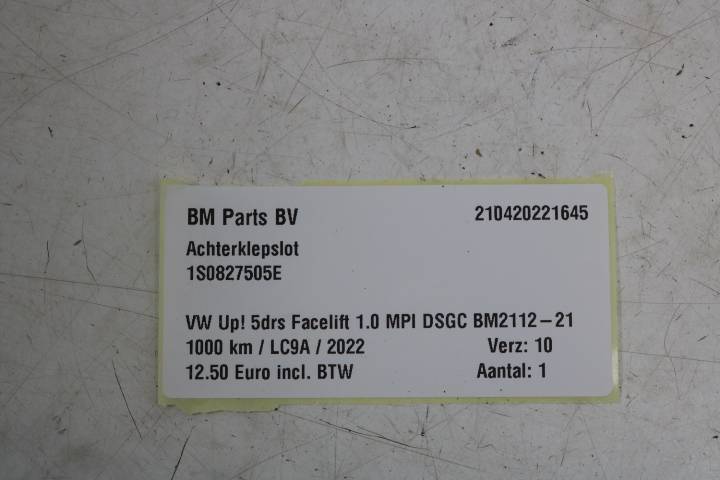 BM Parts BV 210420221645
Achterklepslot
1S0827505E
VW Up! 5drs Facelift 1.0 MPI DSGC BM2112-21
1000 km / LC9A / 2022 Verz: 10
12.50 Euro incl. BTW Aantal: 1